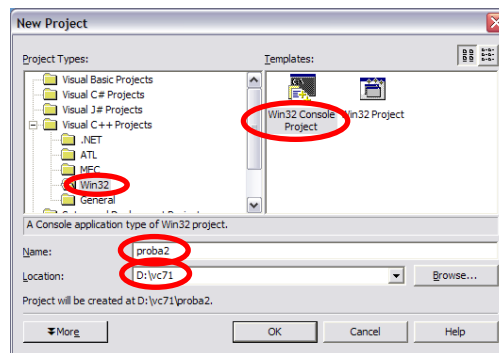 New Project
Project Types:
Templates:
Visual Basic Projects
Visual C# Projects
Visual J# Projects
Visual C++ Projects
.NET
ATL
MFC
Win32
General
Win32 Console
Project
Win32 Project
A Console application type of Win32 project.
Name:
proba2
Location:
D:\vc71
Browse...
Project will be created at D:\vc71\proba2.
More
OK
Cancel
Help